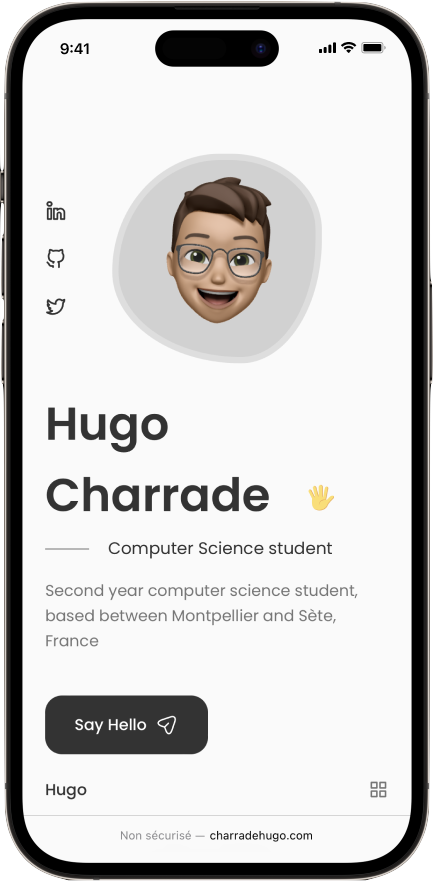 9:41
Hugo
Charrade
Computer Science student
Second year computer science student,
based between Montpellier and Sète,
France
Say Hello
Hugo
Non sécurisé — charradehugo.com